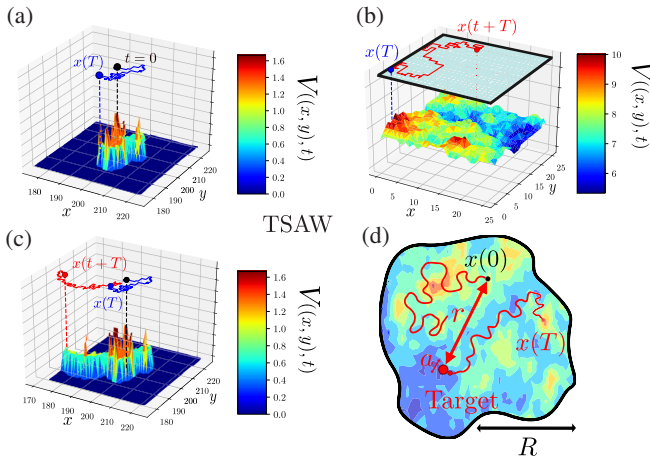 (a)
x(T)
t = 0
1.6
1.4
1.2
1.0
0.8
0.6
0.4
0.2
0.0
V((x, y), t)
180
190
200
210
220
x
180
190
200
210
220
y
(b)
x(T)
x(t + T)
10
9
8
7
6
V((x, y), t)
0
5
10
15
20
25
x
0
5
10
15
20
25
y
TSAW
(c)
x(t + T)
x(T)
1.6
1.4
1.2
1.0
0.8
0.6
0.4
0.2
0.0
V((x, y), t)
170
180
190
200
210
220
x
180
190
200
210
220
y
(d)
x(0)
r
x(T)
a
Target
R